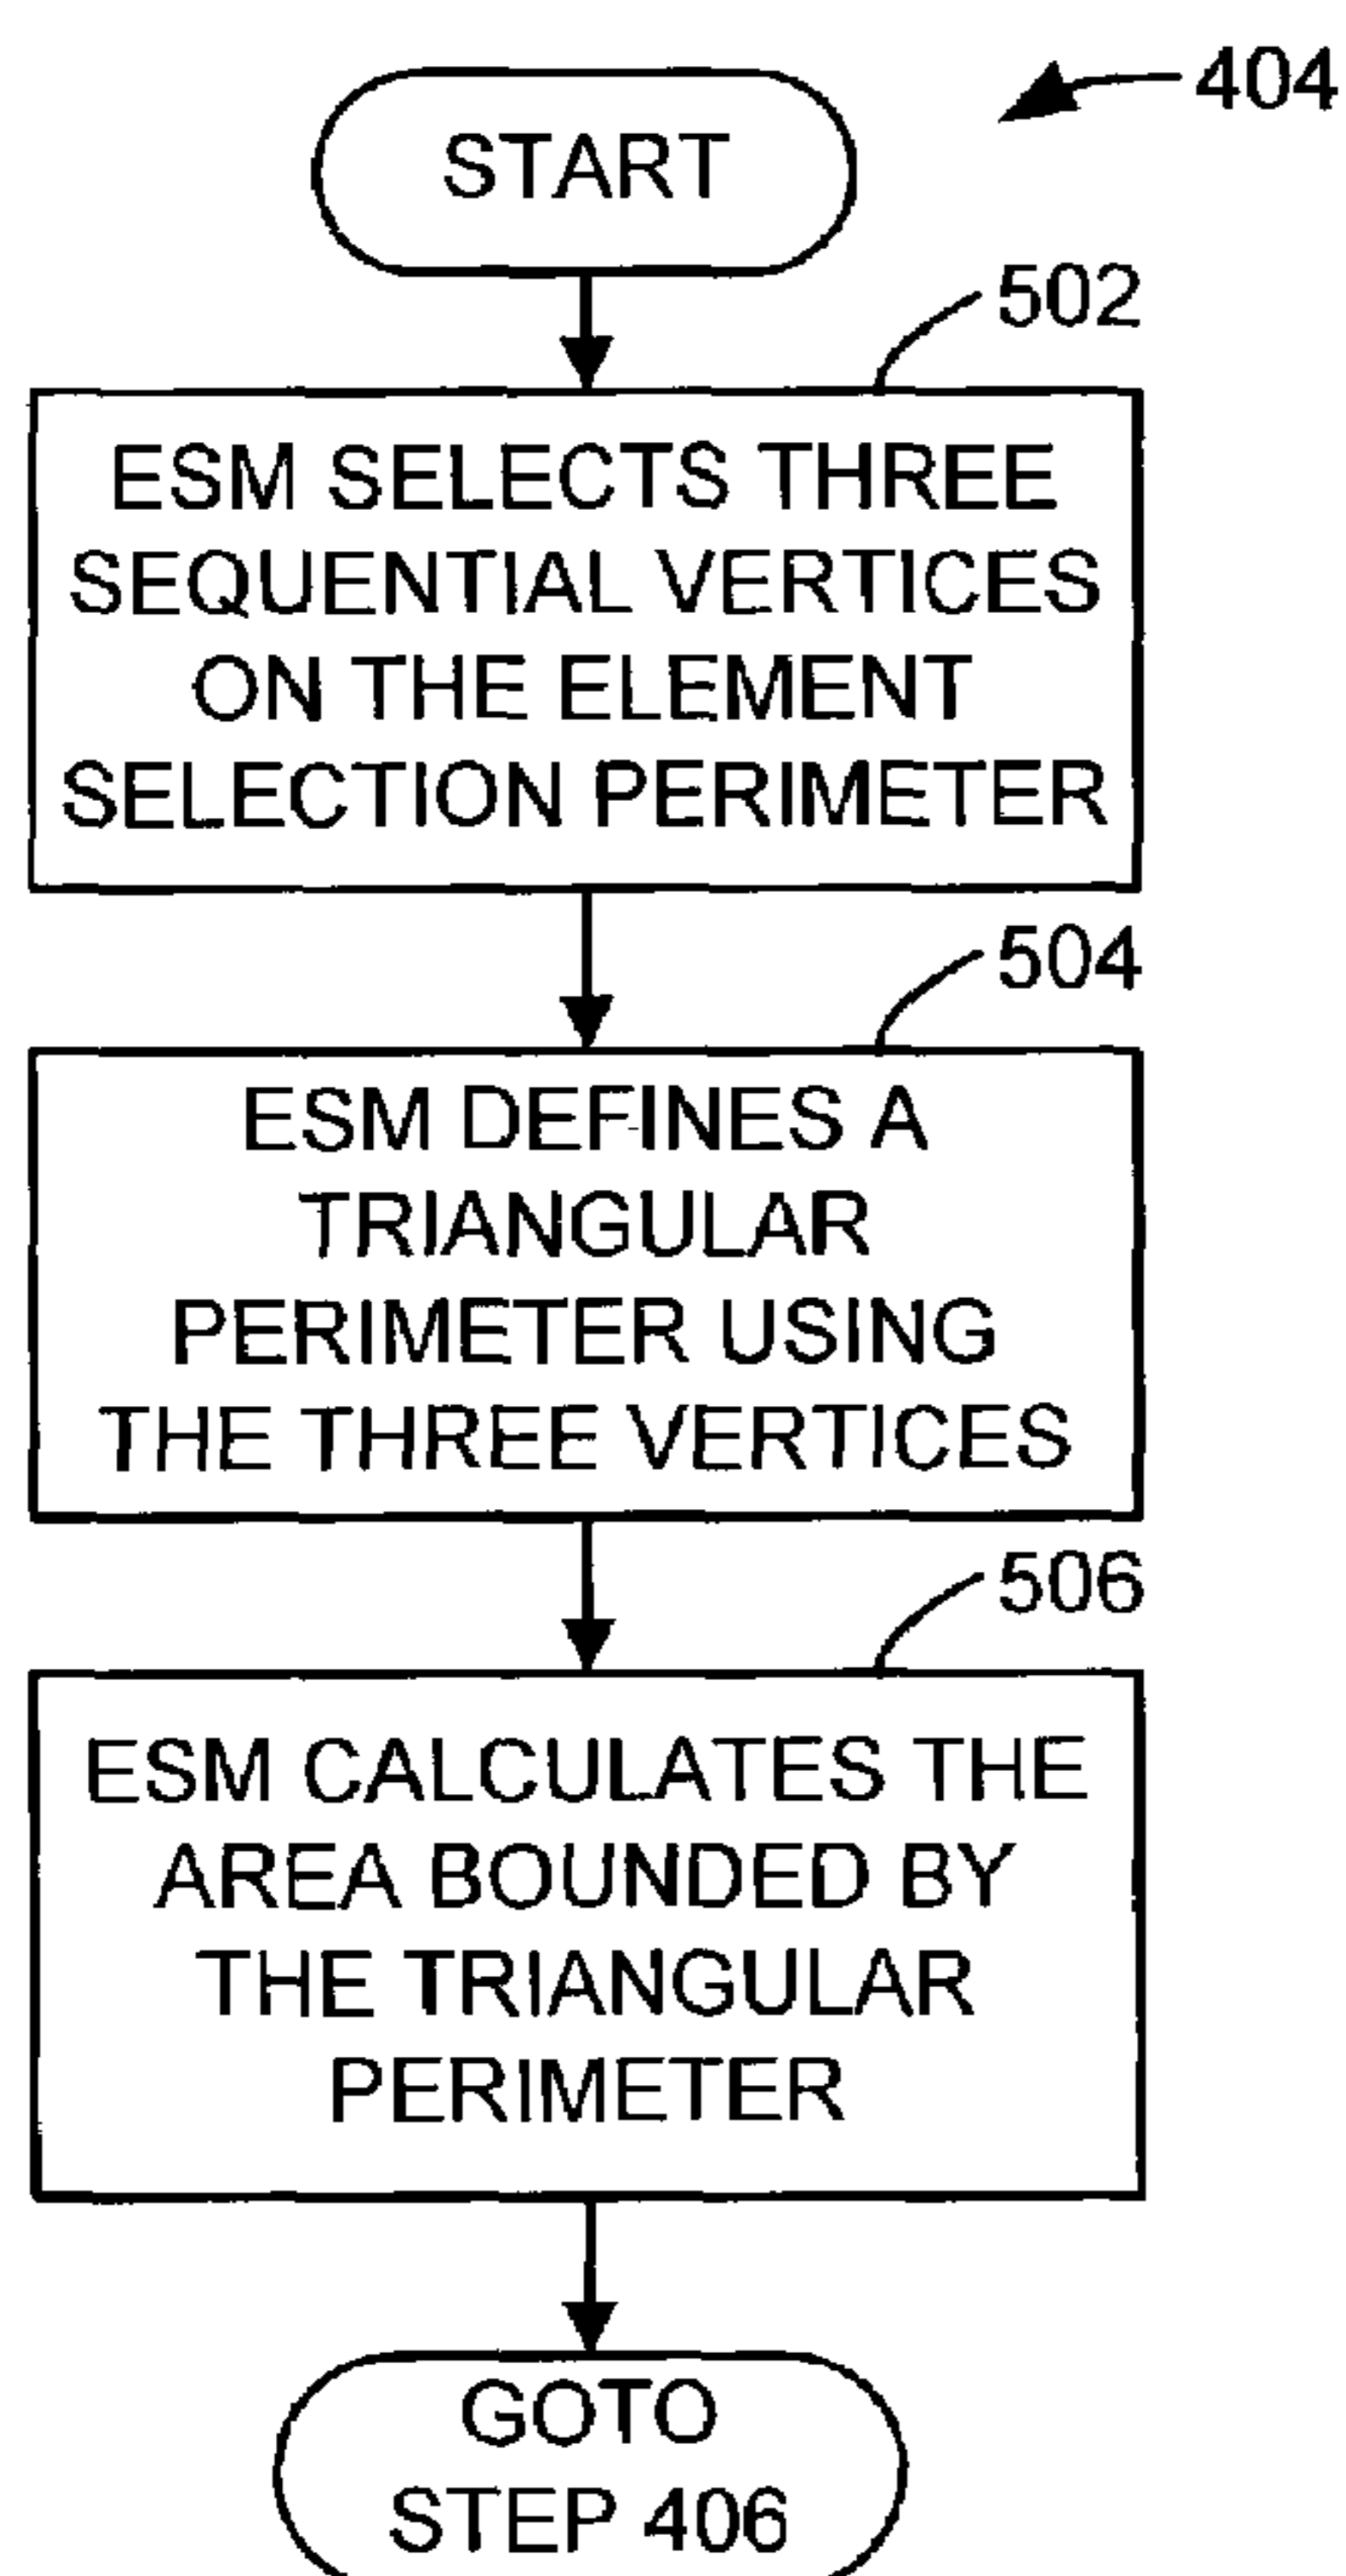 404
START
502
ESM SELECTS THREE
SEQUENTIAL VERTICES
ON THE ELEMENT
SELECTION PERIMETER
504
ESM DEFINES A
TRIANGULAR
PERIMETER USING
THE THREE VERTICES
506
ESM CALCULATES THE
AREA BOUNDED BY
THE TRIANGULAR
PERIMETER
GOTO
STEP 406